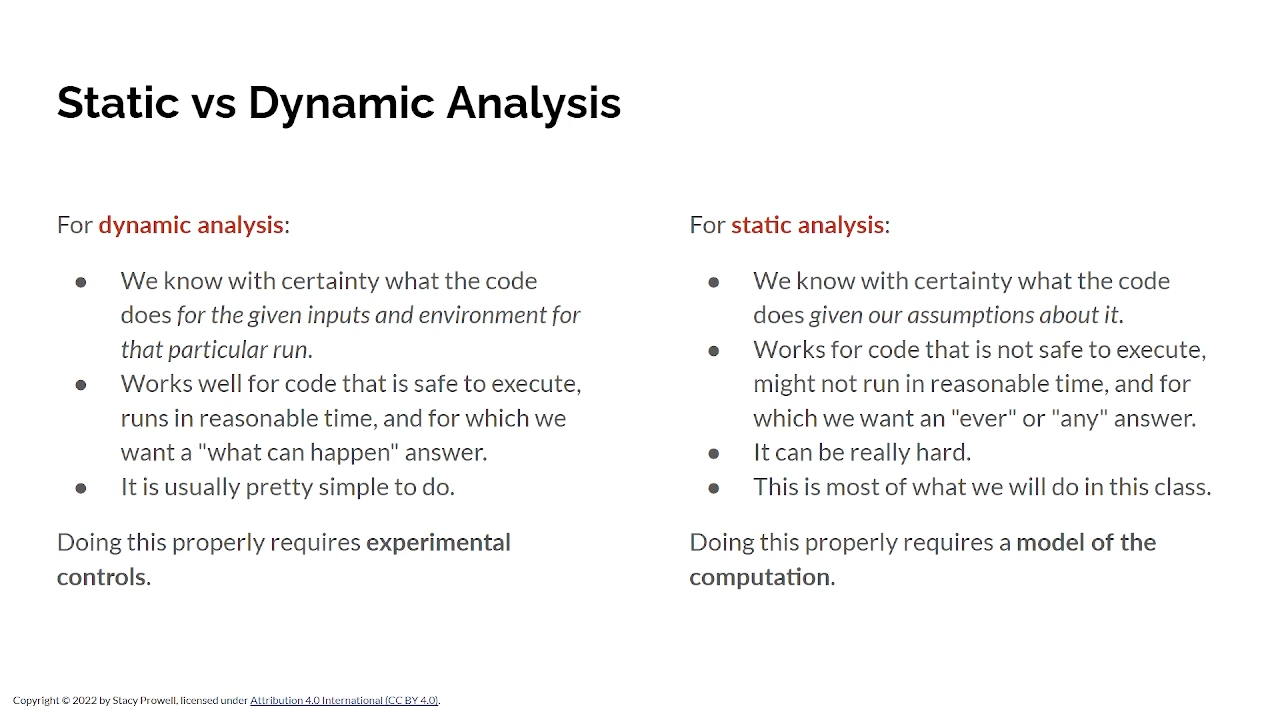 Static vs Dynamic Analysis
For dynamic analysis:
● We know with certainty what the code
does for the given inputs and environment for
that particular run.
● Works well for code that is safe to execute,
runs in reasonable time, and for which we
want a "what can happen" answer.
● It is usually pretty simple to do.
Doing this properly requires experimental
controls.
For static analysis:
● We know with certainty what the code
does given our assumptions about it.
● Works for code that is not safe to execute,
might not run in reasonable time, and for
which we want an "ever" or "any" answer.
● It can be really hard.
● This is most of what we will do in this class.
Doing this properly requires a model of the
computation.
Copyright © 2022 by Stacy Prowell, licensed under Attribution 4.0 International (CC BY 4.0).